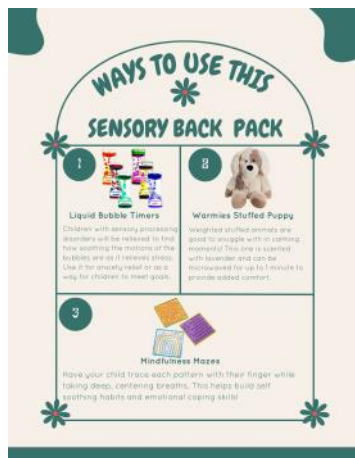 WAYS TO USE THIS
SENSORY BACK PACK
1
Liquid Bubble Timers
Children with sensory processing
disorders will be relieved to find
how soothing the motions of the
bubbles are as it relieves stress.
Use it for anxiety relief or as a
way for children to meet goals.
2
Warmies Stuffed Puppy
Weighted stuffed animals are
good to snuggle with in calming
moments! This one is scented
with lavender and can be
microwaved for up to 1 minute to
provide added comfort.
3
Mindfulness Mazes
Have your child trace each pattern with their finger while
taking deep, centering breaths. This helps build self
soothing habits and emotional coping skills!